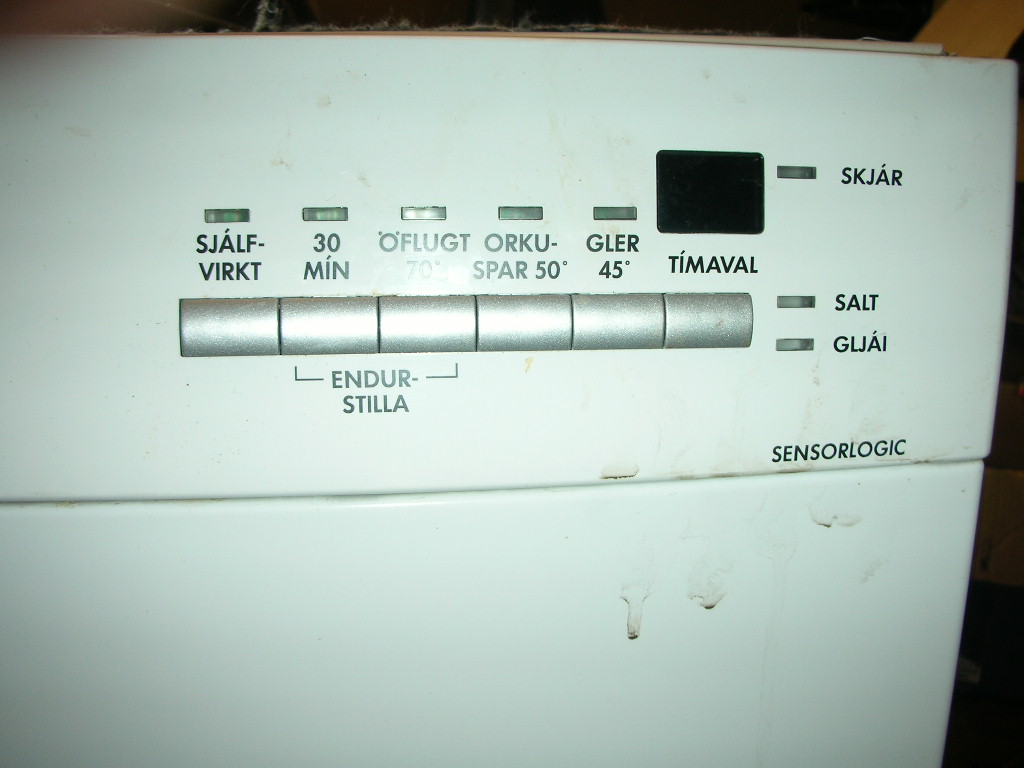 SKJÁR
SJÁLF-
VIRKT
30
MÍN
ÖFLUGT
70°
ORKU-
SPAR 50°
GLER
45°
TÍMAVAL
SALT
GLJÁI
ENDUR-
STILLA
SENSORLOGIC